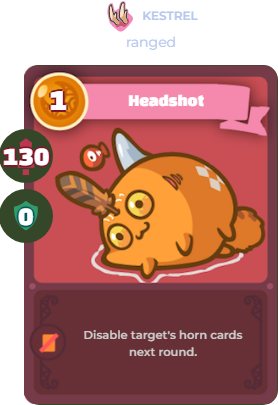 KESTREL
ranged
1
Headshot
130
0
Disable target's horn cards
next round.